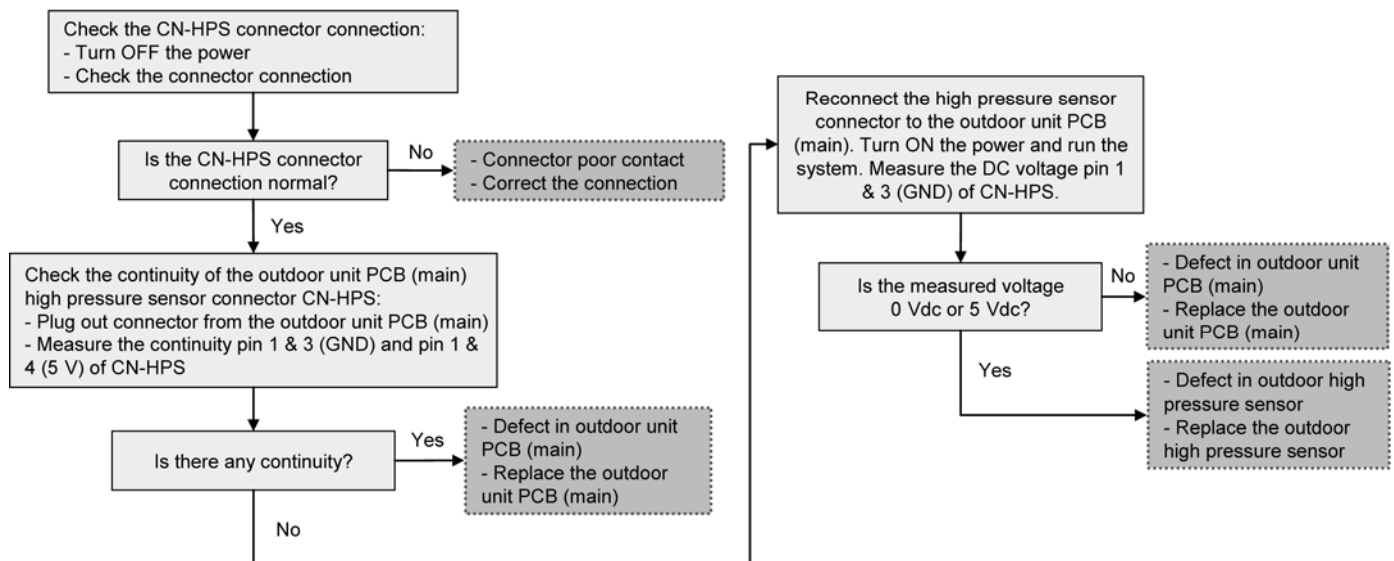 Check the CN-HPS connector connection:
- Turn OFF the power
- Check the connector connection
Is the CN-HPS connector
connection normal?
No
- Connector poor contact
- Correct the connection
Yes
Check the continuity of the outdoor unit PCB (main)
high pressure sensor connector CN-HPS:
- Plug out connector from the outdoor unit PCB (main)
- Measure the continuity pin 1 & 3 (GND) and pin 1 &
4 (5 V) of CN-HPS
Is there any continuity?
Yes
- Defect in outdoor unit
PCB (main)
- Replace the outdoor
unit PCB (main)
No
Reconnect the high pressure sensor
connector to the outdoor unit PCB
(main). Turn ON the power and run the
system. Measure the DC voltage pin 1
& 3 (GND) of CN-HPS.
Is the measured voltage
0 Vdc or 5 Vdc?
No
- Defect in outdoor unit
PCB (main)
- Replace the outdoor
unit PCB (main)
Yes
- Defect in outdoor high
pressure sensor
- Replace the outdoor
high pressure sensor